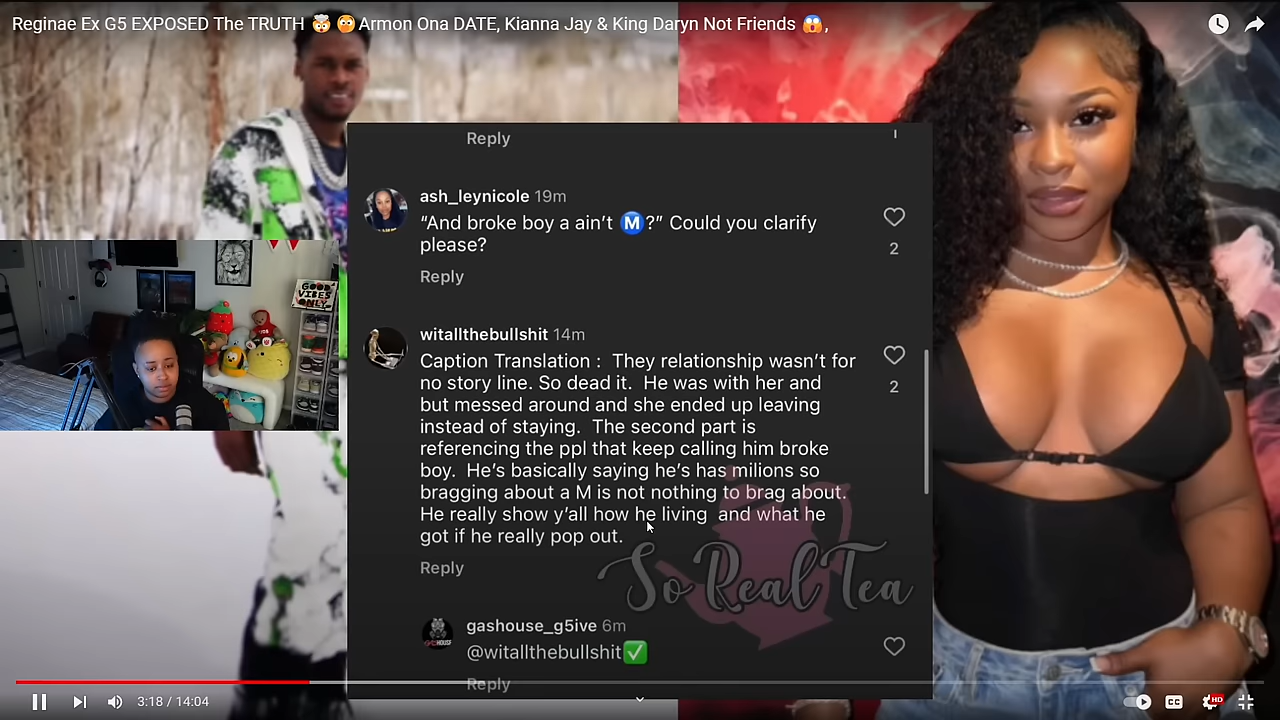 Reginae Ex G5 EXPOSED The TRUTH 🤯🤭Armon Ona DATE, Kianna Jay & King Daryn Not Friends 😱,
Reply
ash_leynicole 19m
“And broke boy a ain’t Ⓜ️?” Could you clarify
please?
2
Reply
witallthebullshit 14m
Caption Translation : They relationship wasn’t for
no story line. So dead it. He was with her and
but messed around and she ended up leaving
instead of staying. The second part is
referencing the ppl that keep calling him broke
boy. He’s basically saying he’s has milions so
bragging about a M is not nothing to brag about.
He really show y’all how he living and what he
got if he really pop out.
2
Reply
So Real Tea
gashouse_g5ive 6m
@witallthebullshit✅
Reply
GOOD
VIBES
ONLY
3:18 / 14:04
CC
HD